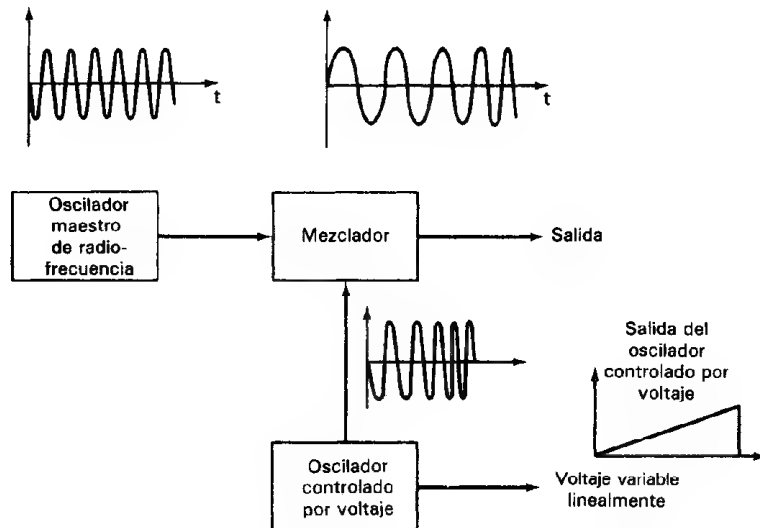 t
t
Oscilador
maestro
de radio-
frecuencia
Mezclador
Salida
Salida del
oscilador
controlado por
voltaje
Oscilador
controlado
por voltaje
Voltaje variable
linealmente